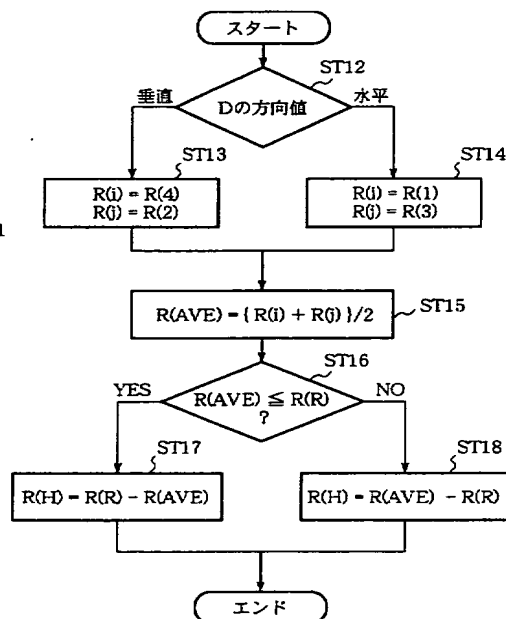 スタート
ST12
Dの方向値
垂直
水平
ST13
R(i) = R(4)
R(j) = R(2)
ST14
R(i) = R(1)
R(j) = R(3)
1
R(AVE) = { R(i) + R(j) }/2
ST15
ST16
R(AVE) ≦ R(R)
?
YES
NO
ST17
R(H) = R(R) - R(AVE)
ST18
R(H) = R(AVE) - R(R)
エンド